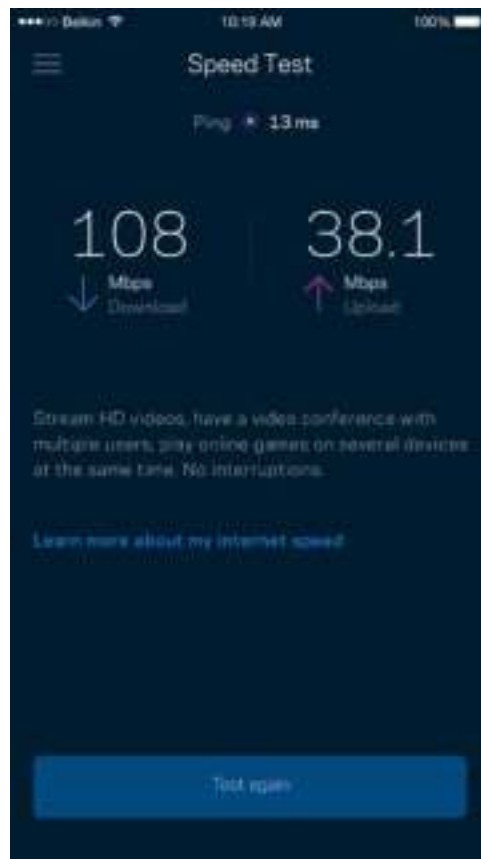 Belkin 10:19 AM 100%
Speed Test
Ping 13 ms
108 38.1
Mbps Mbps
Download Upload
Stream HD videos, have a video conference with
multiple users, play online games on several devices
at the same time. No interruptions.
Learn more about my internet speed
Test again